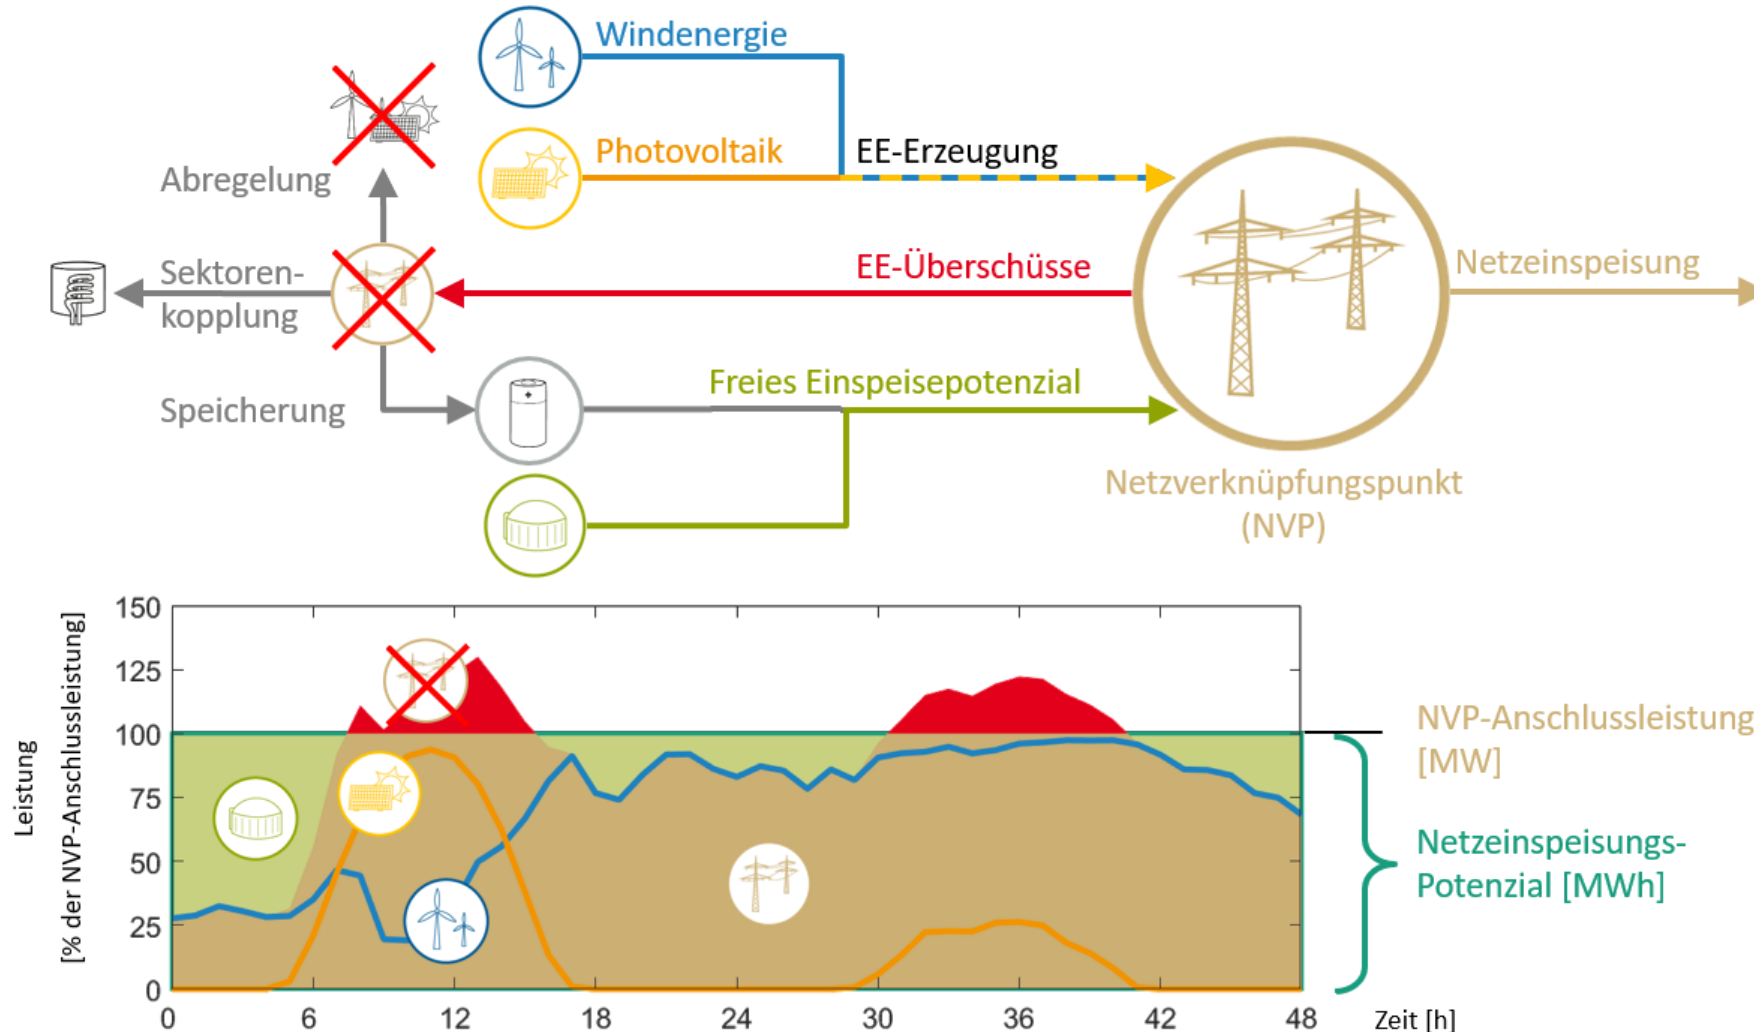 Windenergie
Photovoltaik
EE-Erzeugung
Abregelung
Sektoren-
kopplung
EE-Überschüsse
Netzeinspeisung
Speicherung
Freies Einspeisepotenzial
Netzverknüpfungspunkt
(NVP)
Leistung
[% der NVP-Anschlussleistung]
150
125
100
75
50
25
0
0 6 12 18 24 30 36 42 48
Zeit [h]
NVP-Anschlussleistung
[MW]
Netzeinspeisungs-
Potenzial [MWh]